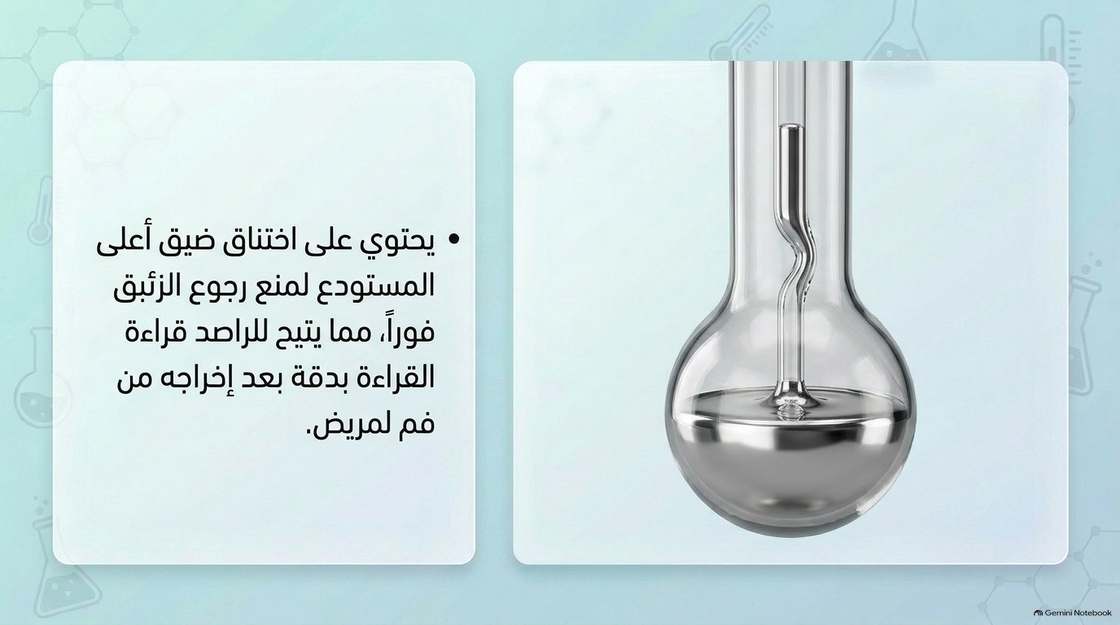 • يحتوي على اختناق ضيق أعلى
المستودع لمنع رجوع الزئبق
فوراً، مما يتيح للراصد قراءة
القراءة بدقة بعد إخراجه من
فم لمريض.
Gemini Notebook